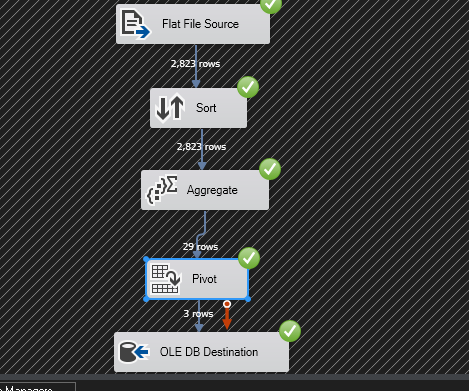 Flat File Source
2,823 rows
Sort
2,823 rows
Aggregate
29 rows
Pivot
3 rows
OLE DB Destination
Managers